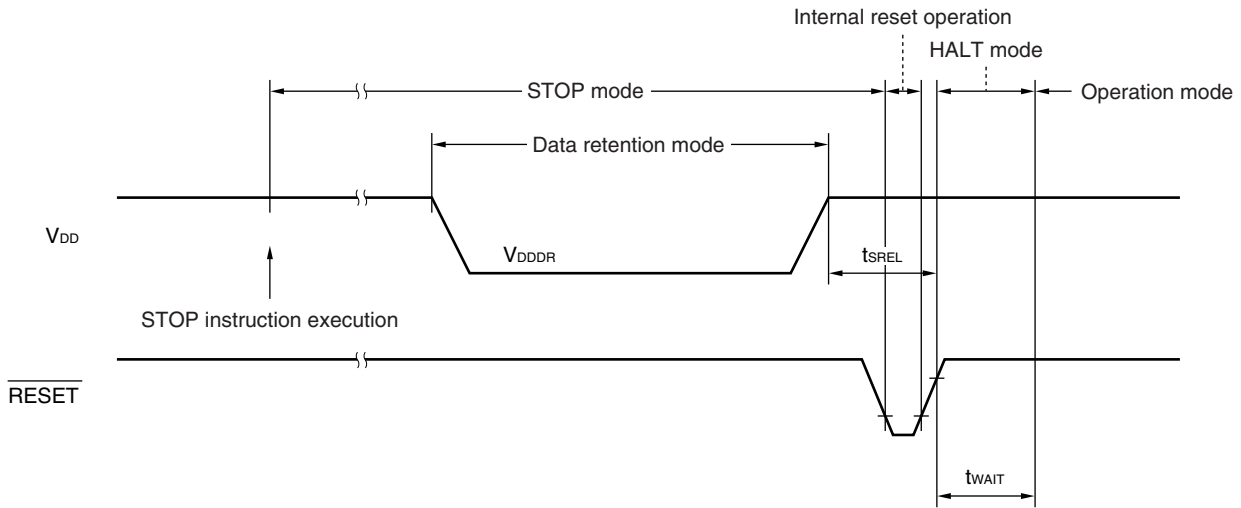 Internal reset operation
HALT mode
STOP mode
Operation mode
Data retention mode
VDD
VDDDR
tSREL
STOP instruction execution
RESET
tWAIT